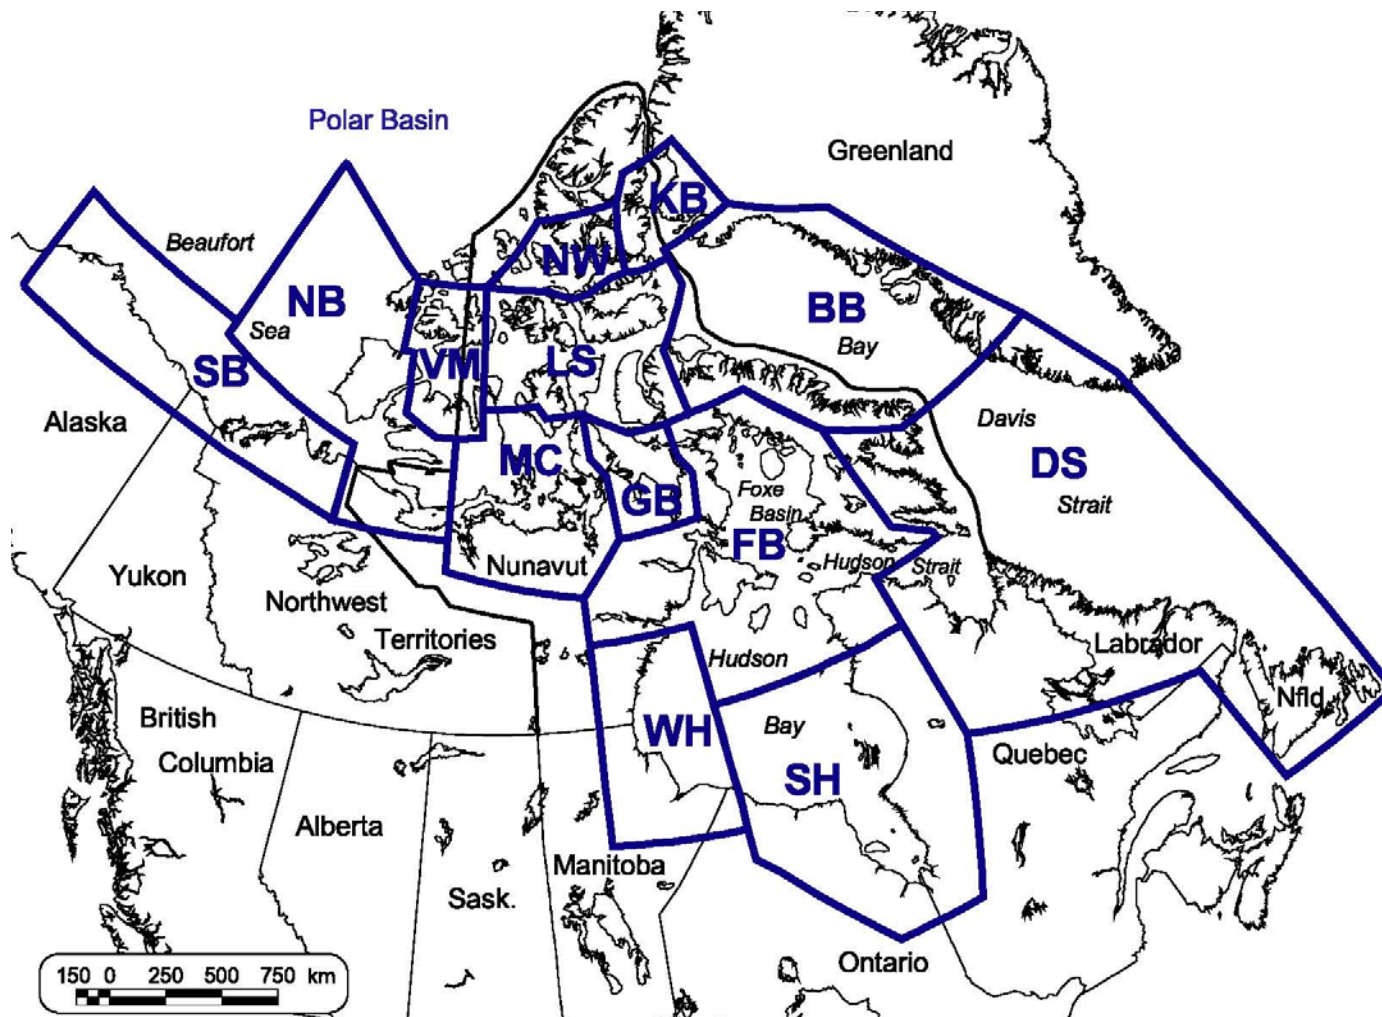 Polar Basin
Greenland
KB
Beaufort
NW
NB
BB
Sea
Bay
VM
LS
SB
Alaska
Davis
MC
DS
GB
Foxe
Strait
Basin
FB
Nunavut
Hudson
Strait
Yukon
Northwest
Territories
Labrador
Hudson
Nfld
British
WH
Bay
Columbia
Quebec
SH
Alberta
Manitoba
Sask.
Ontario
150 0 250 500 750 km